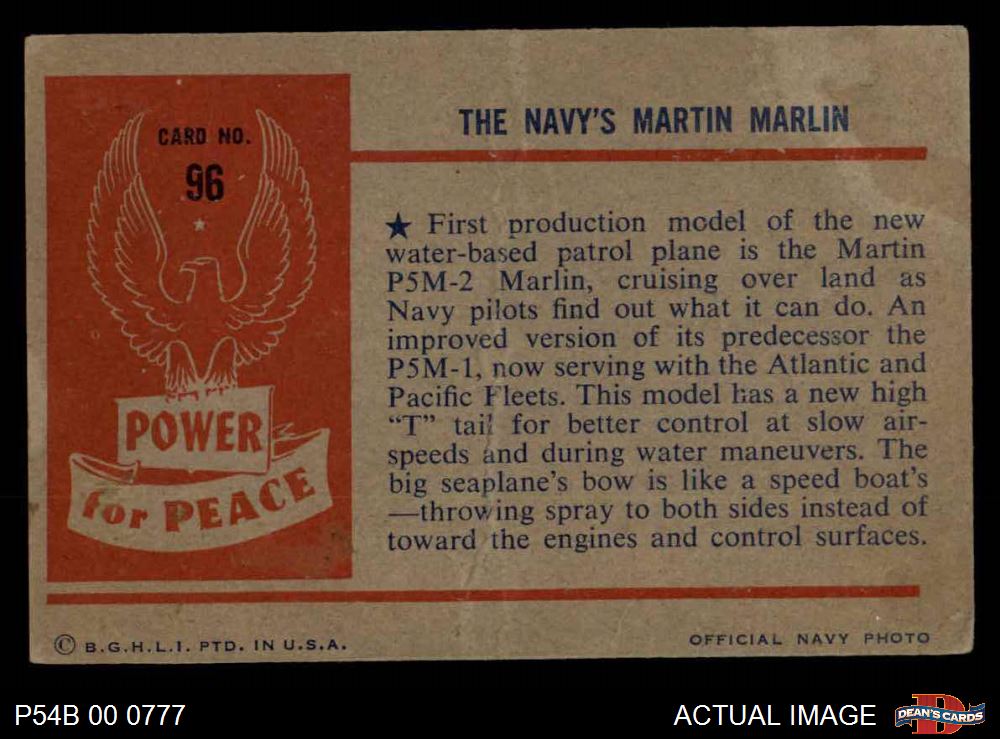 CARD NO.
96
POWER
for PEACE
THE NAVY'S MARTIN MARLIN
★ First production model of the new
water-based patrol plane is the Martin
P5M-2 Marlin, cruising over land as
Navy pilots find out what it can do. An
improved version of its predecessor the
P5M-1, now serving with the Atlantic and
Pacific Fleets. This model has a new high
“T” tail for better control at slow air-
speeds and during water maneuvers. The
big seaplane's bow is like a speed boat's
—throwing spray to both sides instead of
toward the engines and control surfaces.
© B.G.H.L.I. PTD. IN U.S.A.
OFFICIAL NAVY PHOTO
P54B 00 0777
ACTUAL IMAGE
D
DEAN'S CARDS